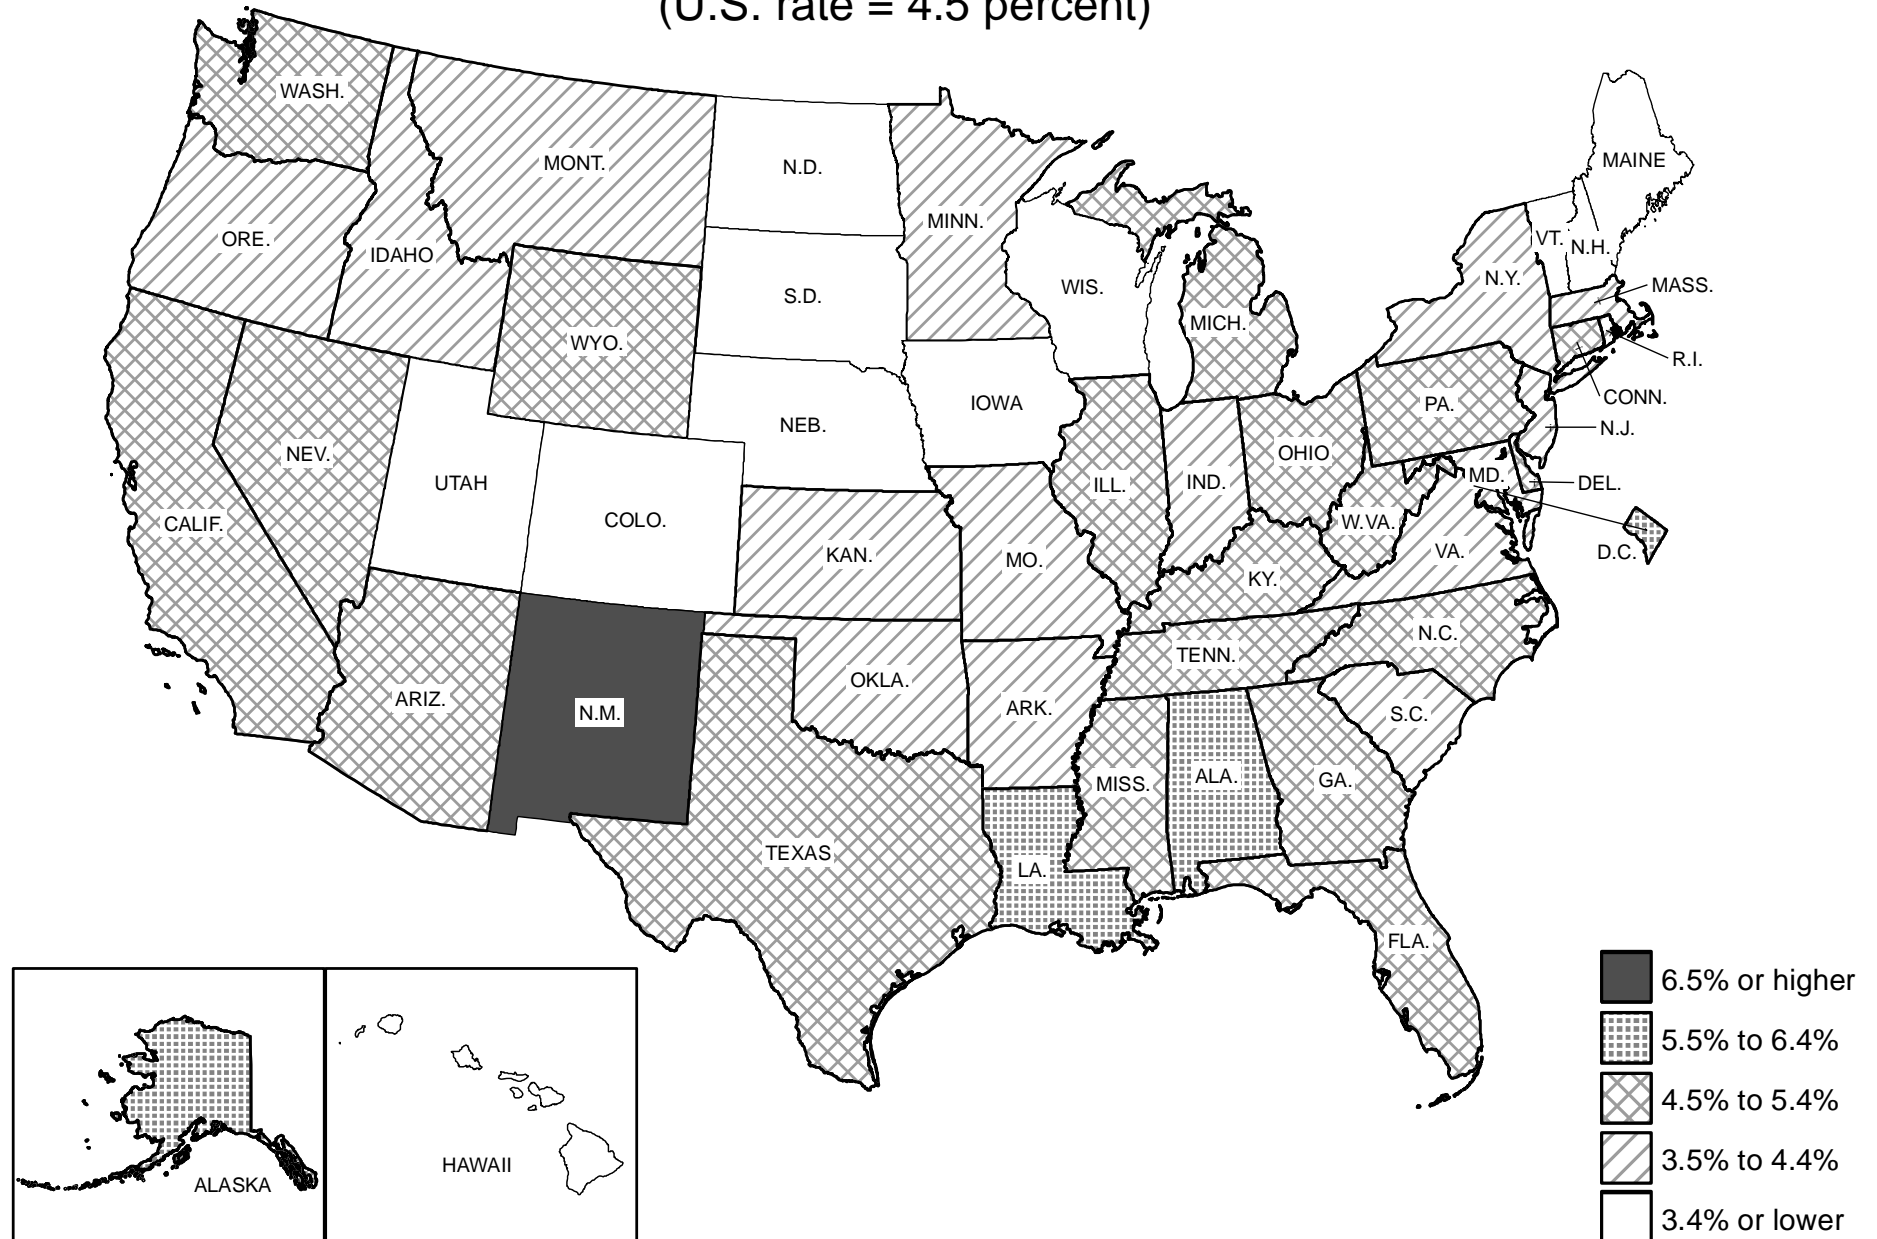 (U.S. rate = 4.5 percent)
WASH.
MONT.
N.D.
MAINE
ORE.
IDAHO
MINN.
VT.
N.H.
S.D.
WIS.
N.Y.
MASS.
WYO.
MICH.
R.I.
NEB.
IOWA
PA.
CONN.
NEV.
UTAH
ILL.
IND.
OHIO
N.J.
MD.
DEL.
CALIF.
COLO.
KAN.
MO.
W.VA.
VA.
D.C.
KY.
ARIZ.
N.M.
OKLA.
ARK.
TENN.
N.C.
S.C.
TEXAS
LA.
MISS.
ALA.
GA.
FLA.
ALASKA
HAWAII
6.5% or higher
5.5% to 6.4%
4.5% to 5.4%
3.5% to 4.4%
3.4% or lower